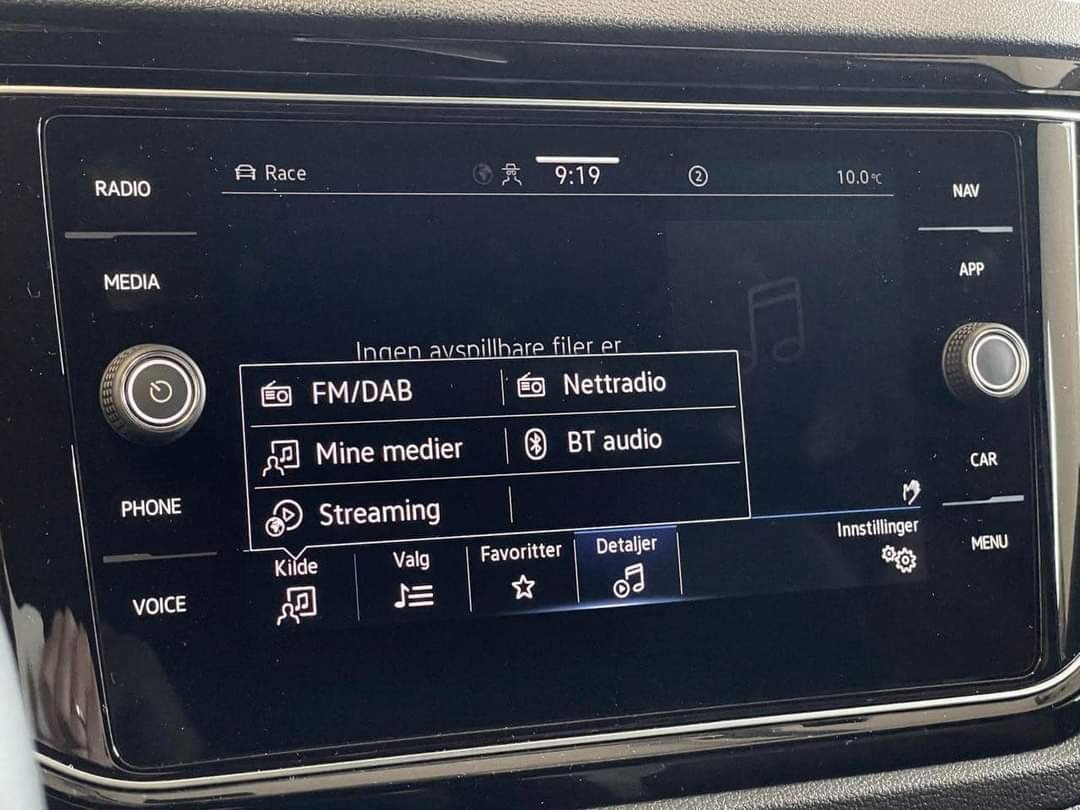 RADIO
MEDIA
PHONE
VOICE
Race
9:19
2
10.0°C
Ingen avspillbare filer er
FM/DAB
Nettradio
Mine medier
BT audio
Streaming
Kilde
Valg
Favoritter
Detaljer
Innstillinger
NAV
APP
CAR
MENU